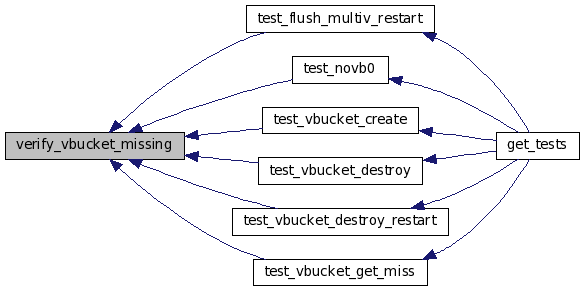 test_flush_multiv_restart
test_novb0
test_vbucket_create
verify_vbucket_missing
get_tests
test_vbucket_destroy
test_vbucket_destroy_restart
test_vbucket_get_miss